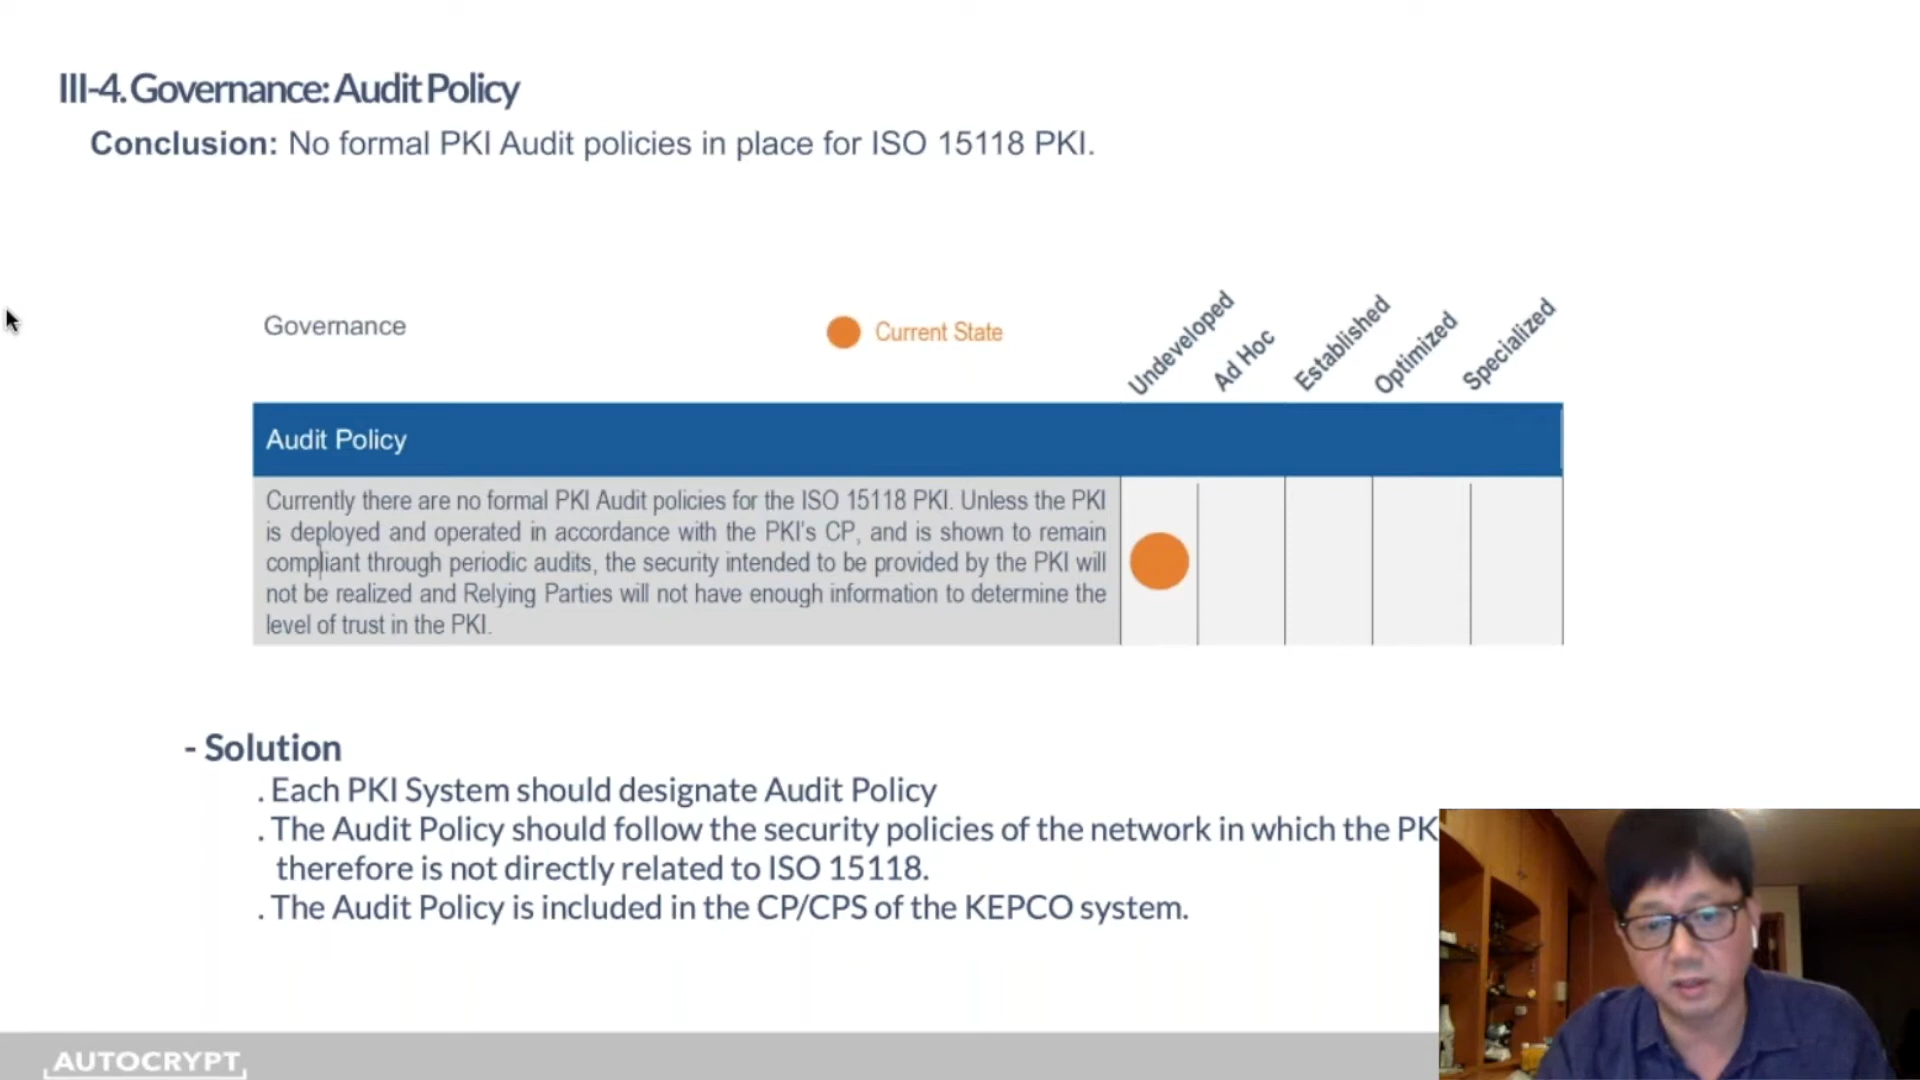 III-4. Governance: Audit Policy
Conclusion: No formal PKI Audit policies in place for ISO 15118 PKI.
Governance
Current State
Undeveloped
Ad Hoc
Established
Optimized
Specialized
Audit Policy
Currently there are no formal PKI Audit policies for the ISO 15118 PKI. Unless the PKI
is deployed and operated in accordance with the PKI's CP, and is shown to remain
compliant through periodic audits, the security intended to be provided by the PKI will
not be realized and Relying Parties will not have enough information to determine the
level of trust in the PKI.
- Solution
. Each PKI System should designate Audit Policy
. The Audit Policy should follow the security policies of the network in which the PK
therefore is not directly related to ISO 15118.
. The Audit Policy is included in the CP/CPS of the KEPCO system.
AUTOCRYPT